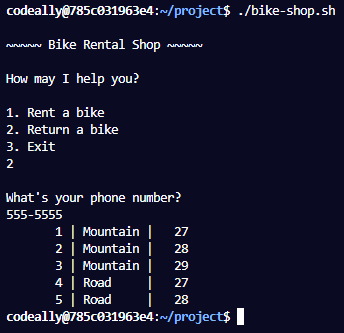 codeally@785c031963e4:~/project$ ./bike-shop.sh
~~~~~ Bike Rental Shop ~~~~~
How may I help you?
1. Rent a bike
2. Return a bike
3. Exit
2
What's your phone number?
555-5555
1 | Mountain | 27
2 | Mountain | 28
3 | Mountain | 29
4 | Road | 27
5 | Road | 28
codeally@785c031963e4:~/project$